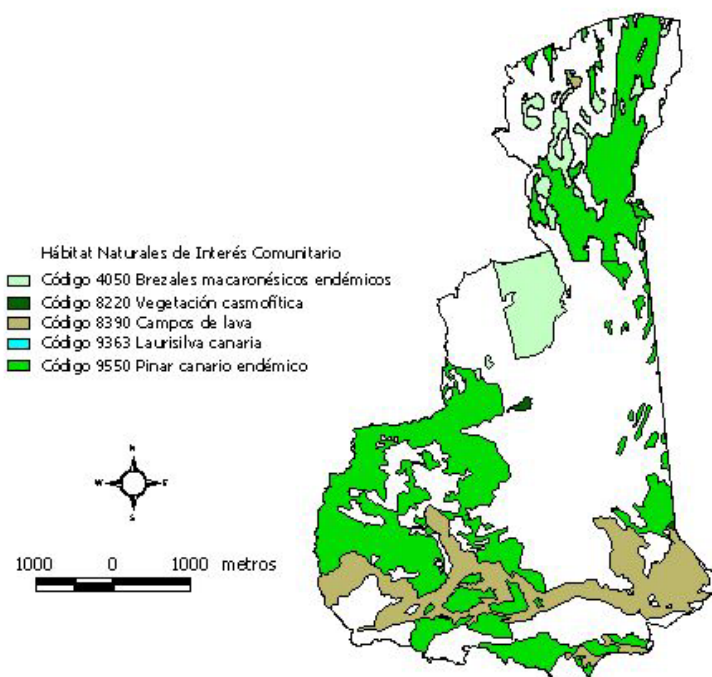 Hábitat Naturales de Interés Comunitario
Código 4050 Brezales macaronésicos endémicos
Código 8220 Vegetación casmofítica
Código 8390 Campos de lava
Código 9363 Laurisilva canaria
Código 9550 Pinar canario endémico
N
W E
S
1000 0 1000 metros